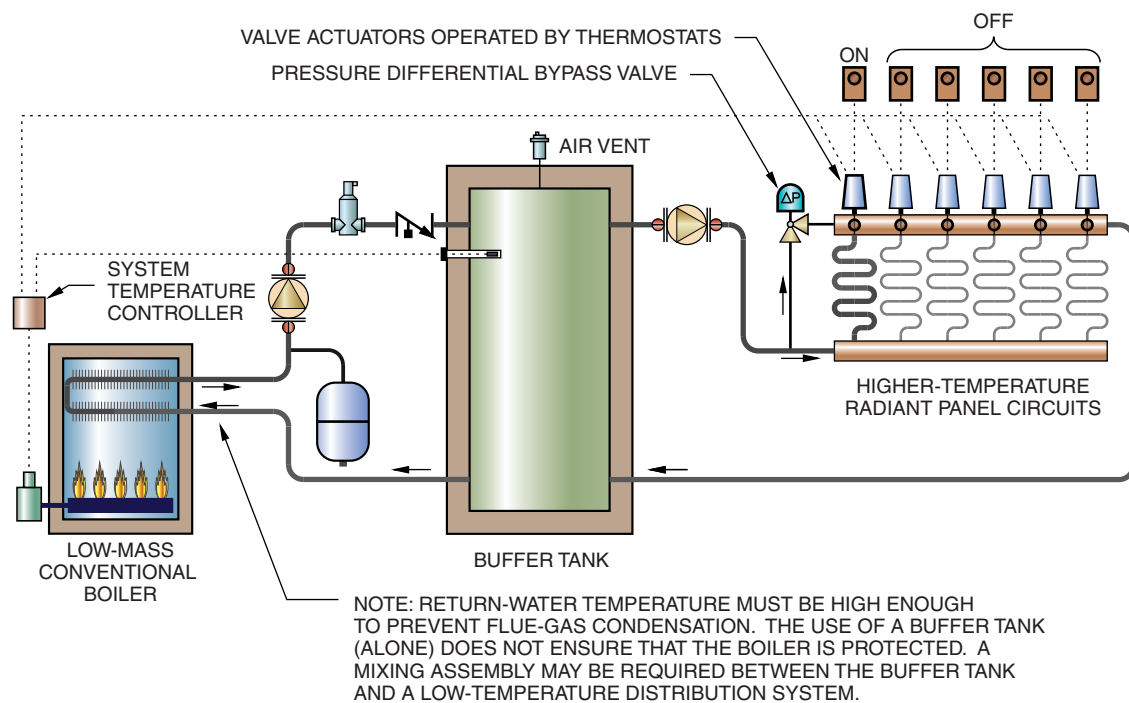 OFF
VALVE ACTUATORS OPERATED BY THERMOSTATS
ON
PRESSURE DIFFERENTIAL BYPASS VALVE
AIR VENT
ΔP
SYSTEM
TEMPERATURE
CONTROLLER
HIGHER-TEMPERATURE
RADIANT PANEL CIRCUITS
LOW-MASS
CONVENTIONAL
BOILER
BUFFER TANK
NOTE: RETURN-WATER TEMPERATURE MUST BE HIGH ENOUGH
TO PREVENT FLUE-GAS CONDENSATION. THE USE OF A BUFFER TANK
(ALONE) DOES NOT ENSURE THAT THE BOILER IS PROTECTED. A
MIXING ASSEMBLY MAY BE REQUIRED BETWEEN THE BUFFER TANK
AND A LOW-TEMPERATURE DISTRIBUTION SYSTEM.